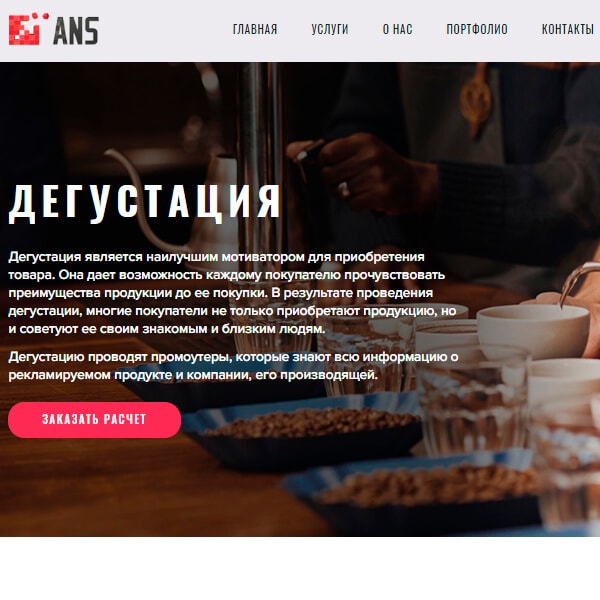 ANS
ГЛАВНАЯ УСЛУГИ О НАС ПОРТФОЛИО КОНТАКТЫ
ДЕГУСТАЦИЯ
Дегустация является наилучшим мотиватором для приобретения
товара. Она дает возможность каждому покупателю прочувствовать
преимущества продукции до ее покупки. В результате проведения
дегустации, многие покупатели не только приобретают продукцию, но
и советуют ее своим знакомым и близким людям.
Дегустацию проводят промоутеры, которые знают всю информацию о
рекламируемом продукте и компании, его производящей.
ЗАКАЗАТЬ РАСЧЕТ